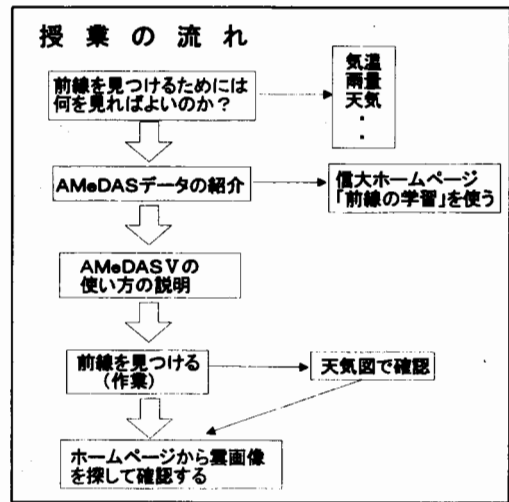 授業の流れ
前線を見つけるためには
何を見ればよいのか？
気温
雨量
天気
・
・
AMeDASデータの紹介
信大ホームページ
「前線の学習」を使う
AMeDASVの
使い方の説明
前線を見つける
（作業）
天気図で確認
ホームページから雲画像
を探して確認する